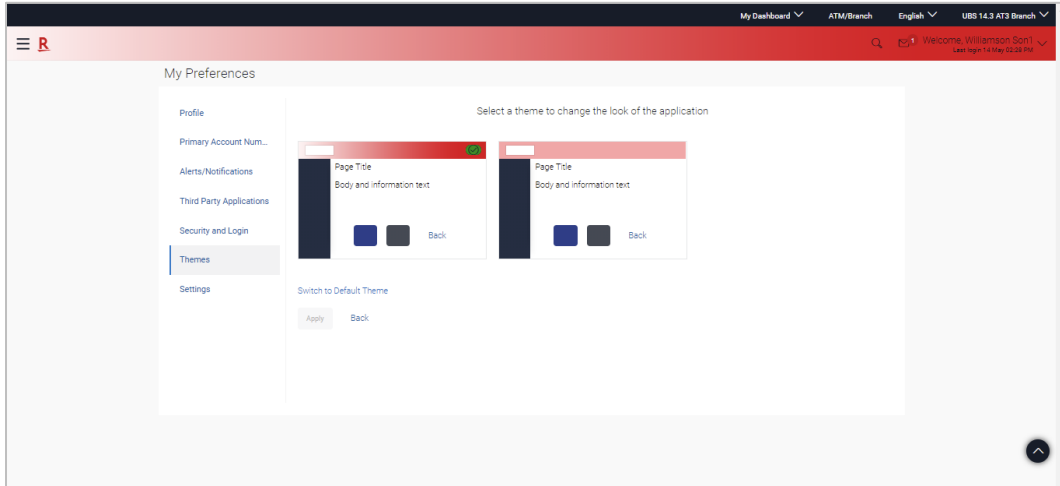 My Dashboard ATM/Branch English UBS 14.3 AT3 Branch
R 1 Welcome, Williamson Son1
Last login 14 May 02:28 PM
My Preferences
Profile
Primary Account Num...
Alerts/Notifications
Third Party Applications
Security and Login
Themes
Settings
Select a theme to change the look of the application
Page Title
Body and information text
Back
Page Title
Body and information text
Back
Switch to Default Theme
Apply Back